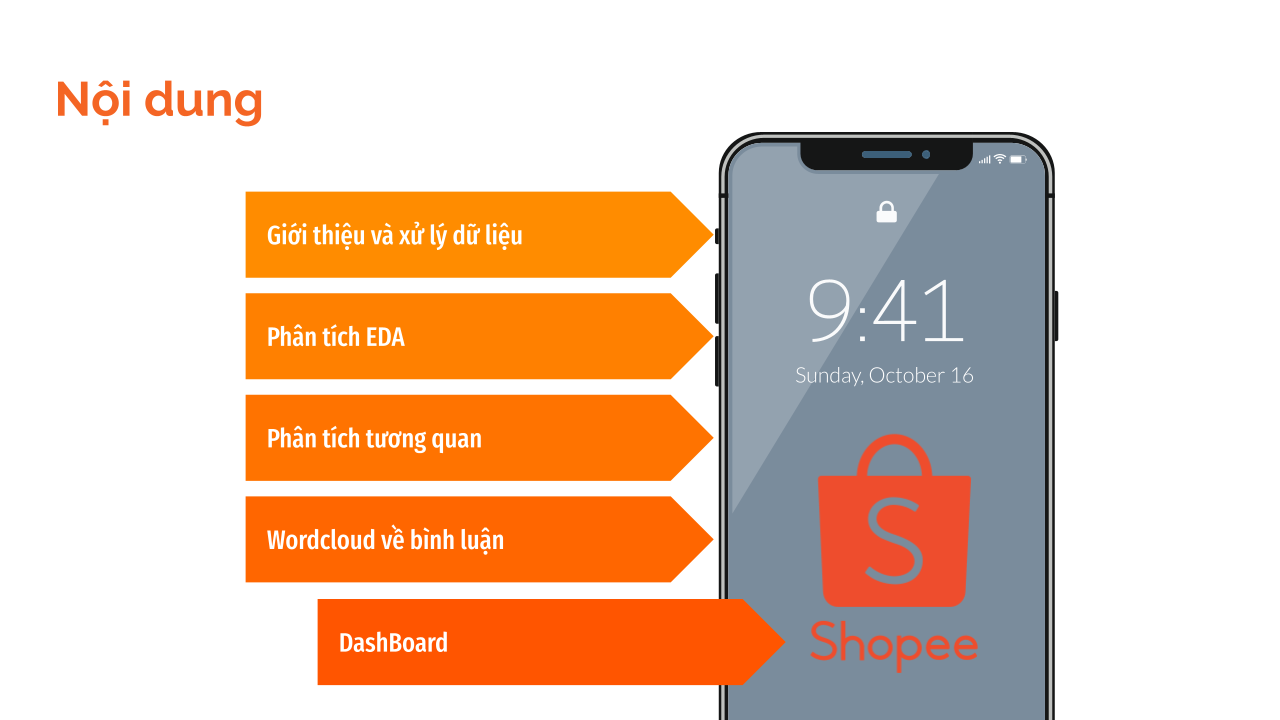 Nội dung
Giới thiệu và xử lý dữ liệu
Phân tích EDA
Phân tích tương quan
Wordcloud về bình luận
DashBoard
9:41
Sunday, October 16
S
Shopee